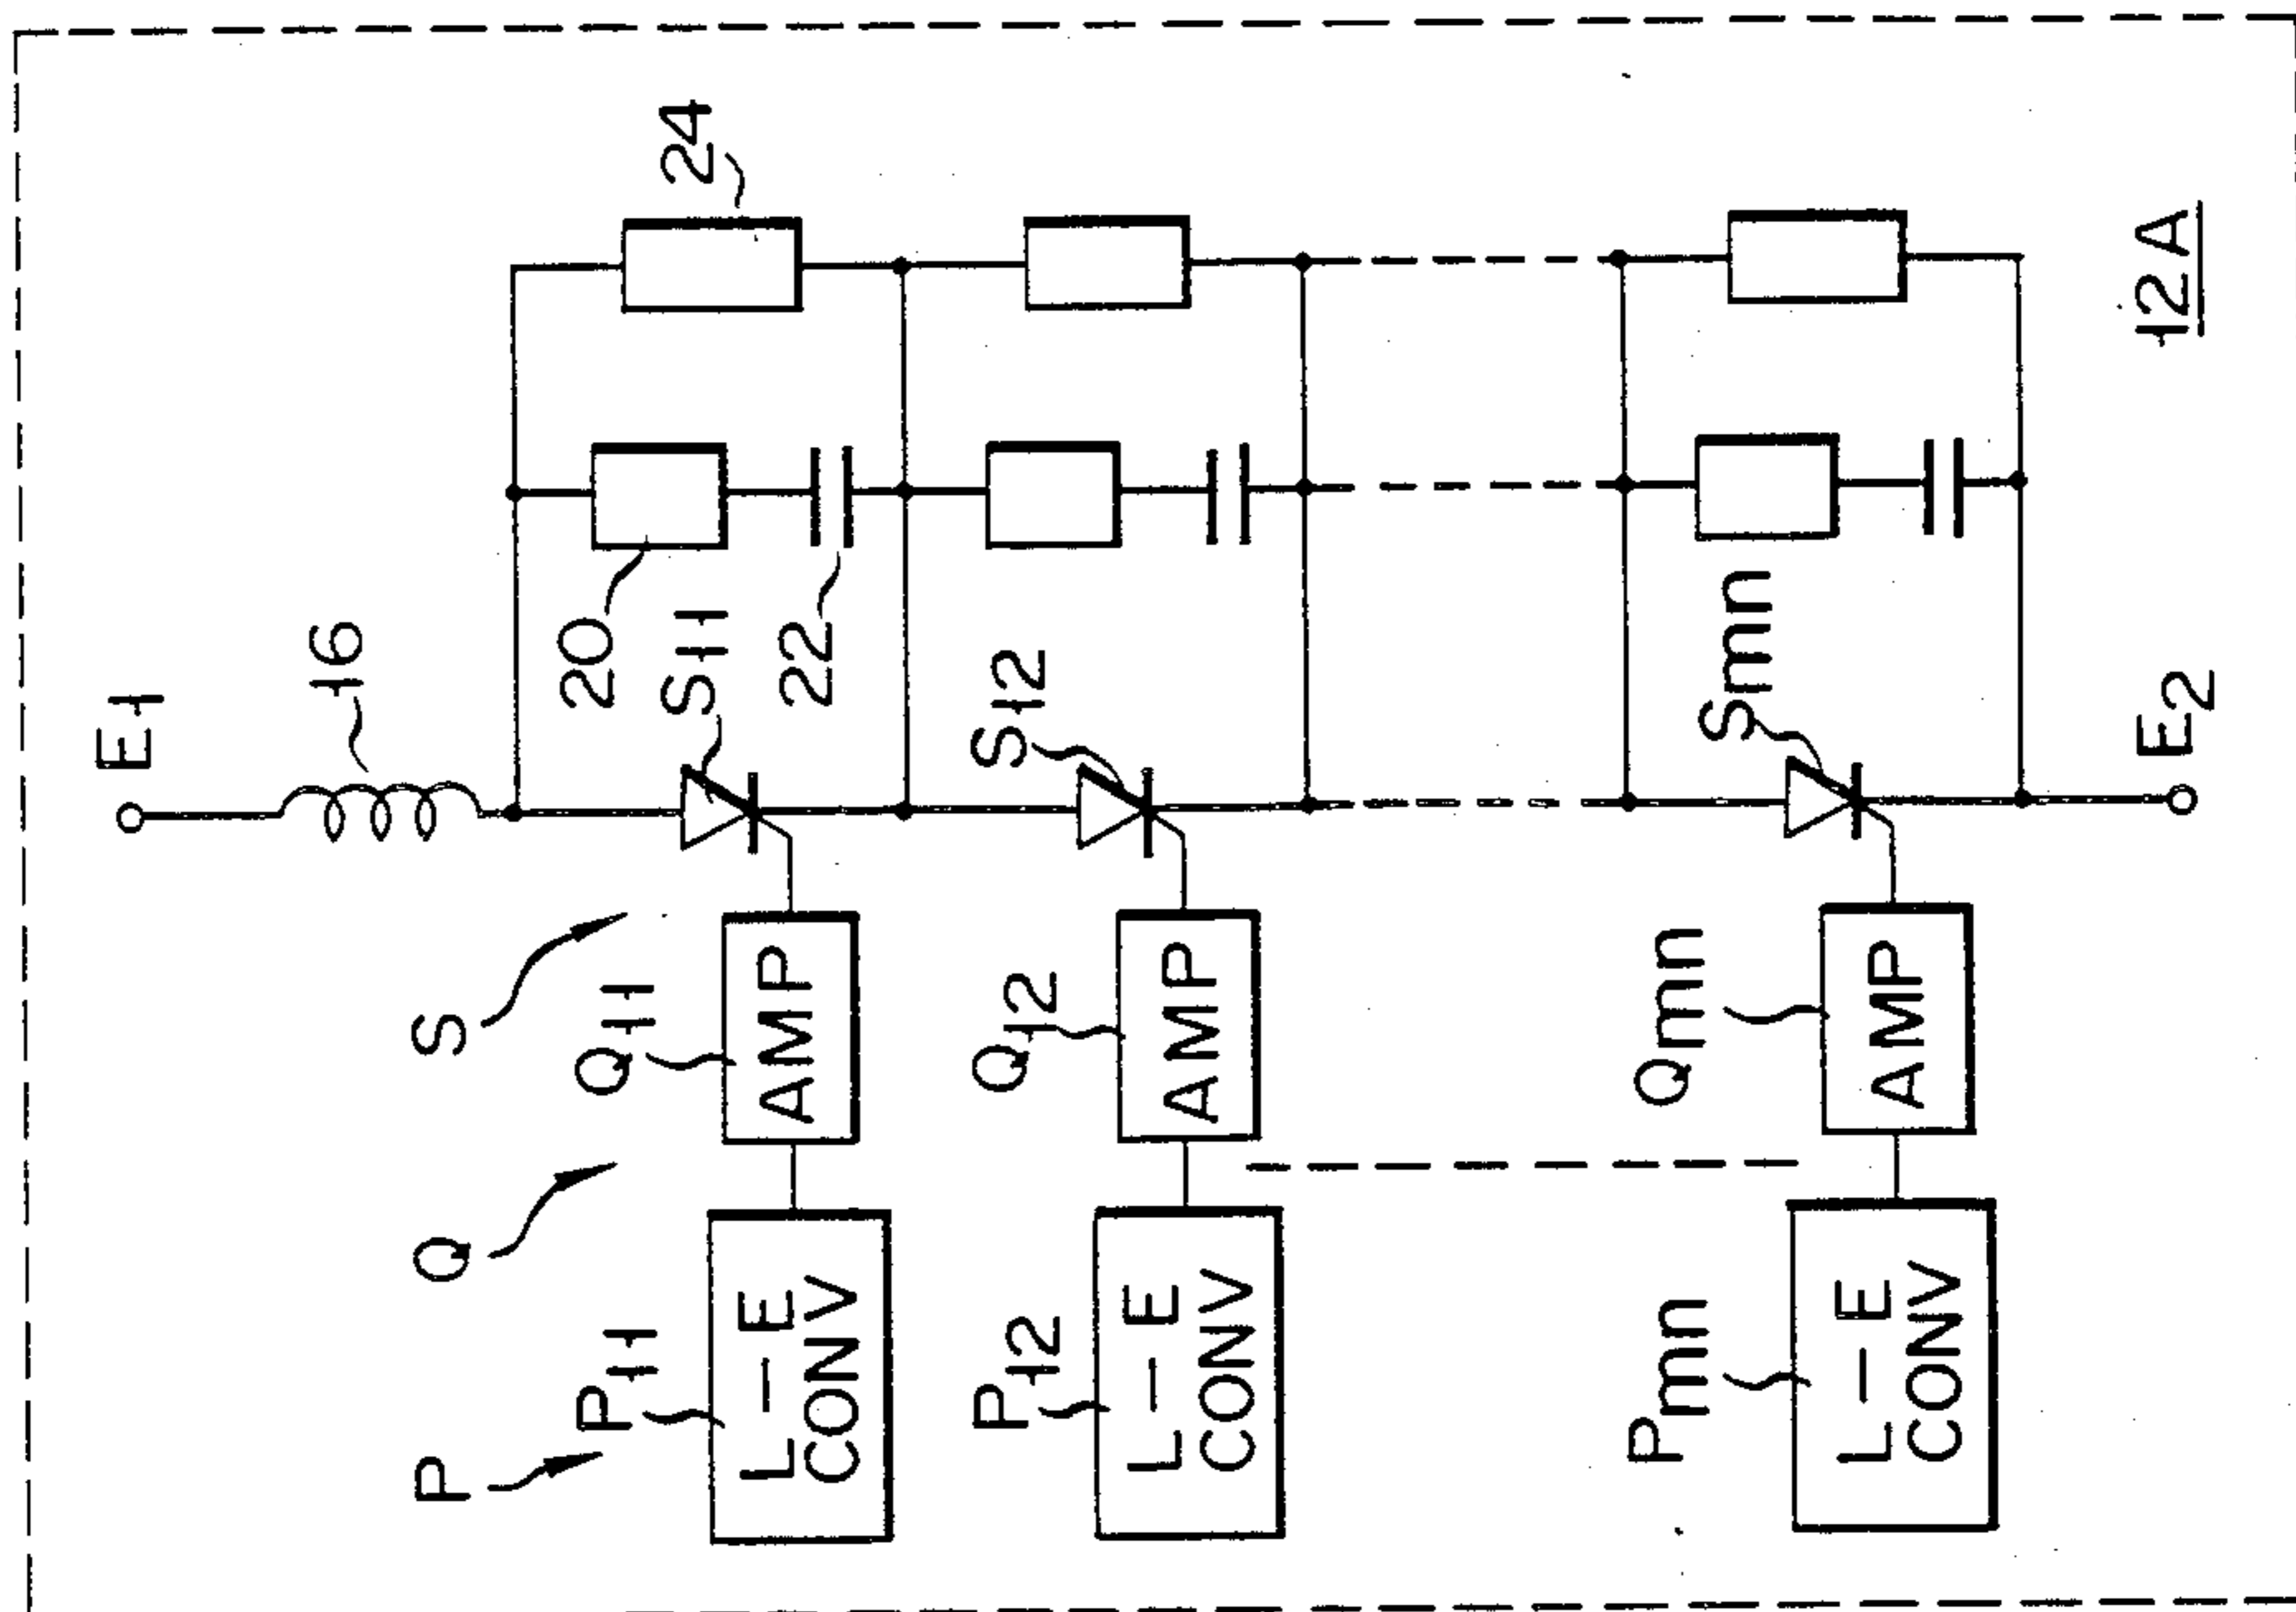 E1
16
24
20
S11
22
S12
Smn
E2
12A
S
Q
P
Q11
AMP
P11
L-E
CONV
Q12
AMP
P12
L-E
CONV
Qmn
AMP
Pmn
L-E
CONV